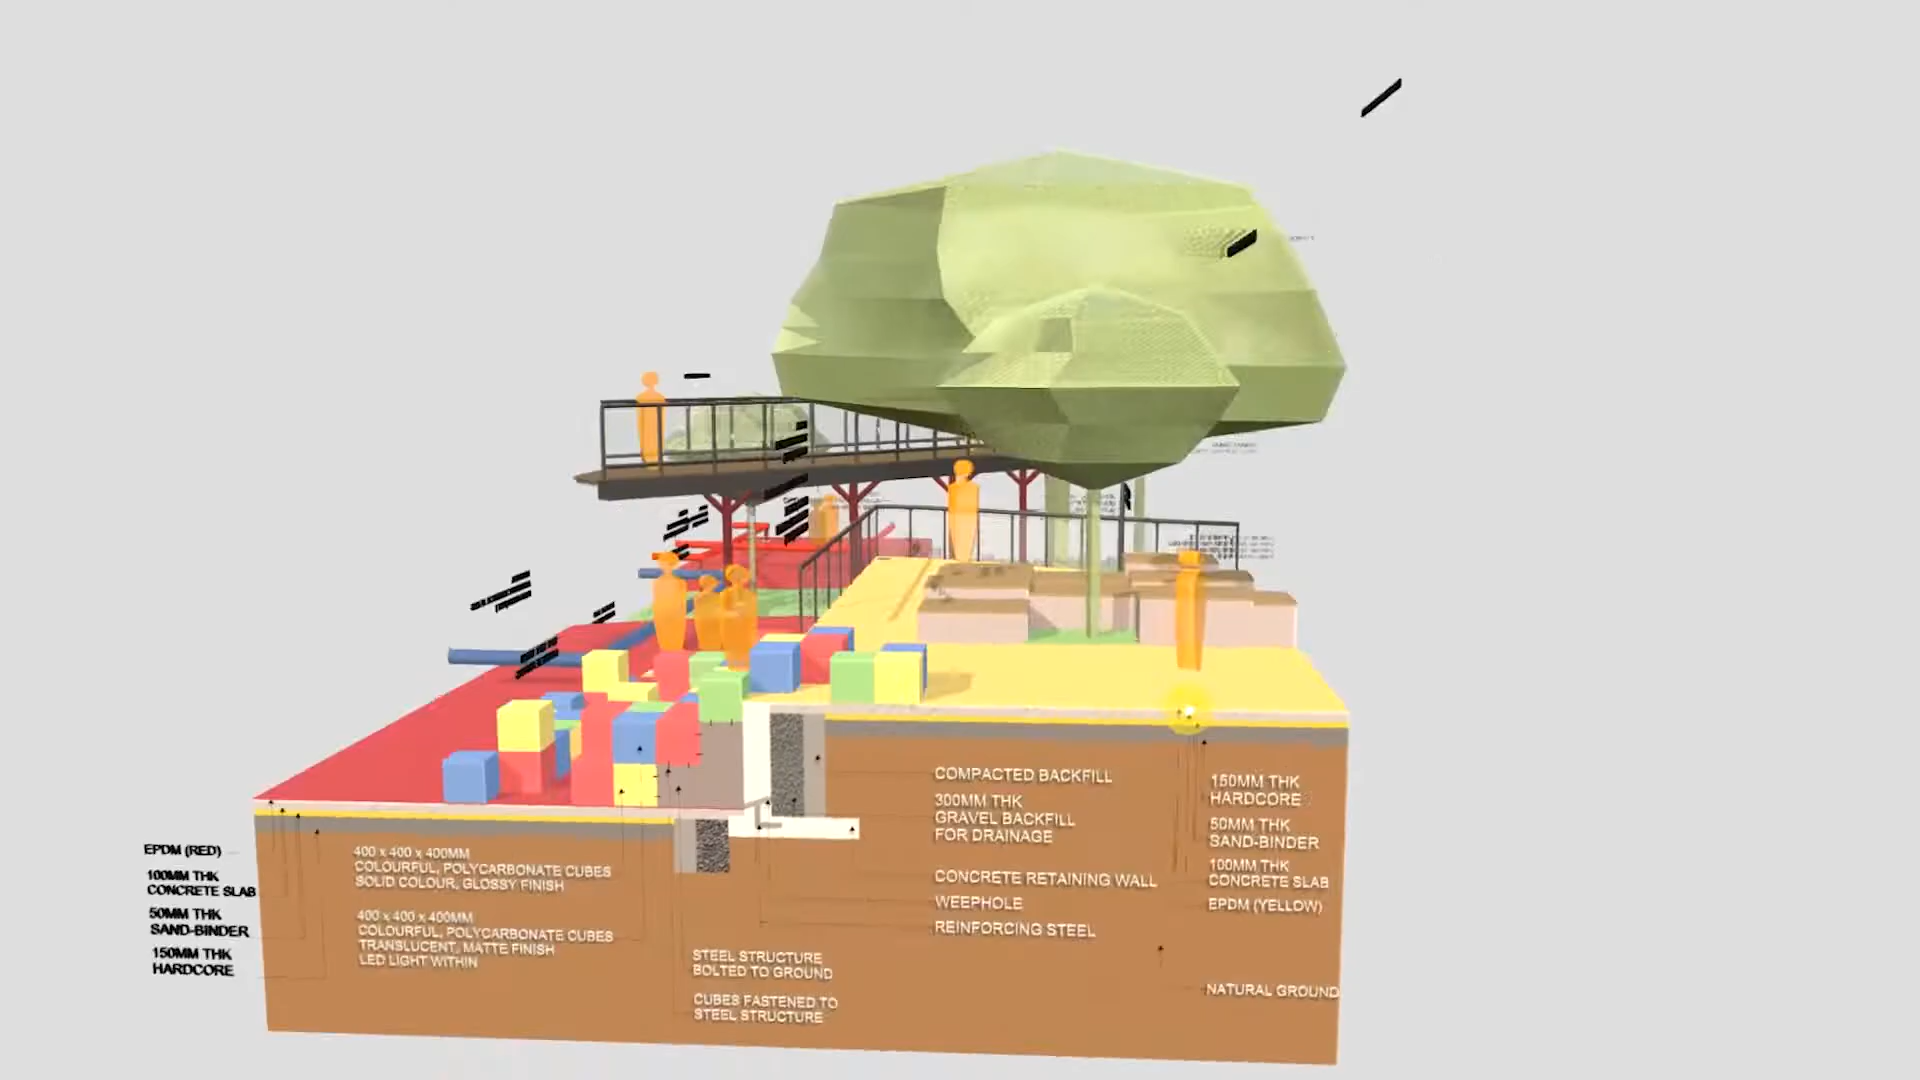 EPDM (RED)
100MM THK
CONCRETE SLAB
50MM THK
SAND-BINDER
150MM THK
HARDCORE
400 x 400 x 400MM
COLOURFUL, POLYCARBONATE CUBES
SOLID COLOUR, GLOSSY FINISH
400 x 400 x 400MM
COLOURFUL, POLYCARBONATE CUBES
TRANSLUCENT, MATTE FINISH
LED LIGHT WITHIN
STEEL STRUCTURE
BOLTED TO GROUND
CUBES FASTENED TO
STEEL STRUCTURE
COMPACTED BACKFILL
300MM THK
GRAVEL BACKFILL
FOR DRAINAGE
CONCRETE RETAINING WALL
WEEPHOLE
REINFORCING STEEL
150MM THK
HARDCORE
50MM THK
SAND-BINDER
100MM THK
CONCRETE SLAB
EPDM (YELLOW)
NATURAL GROUND